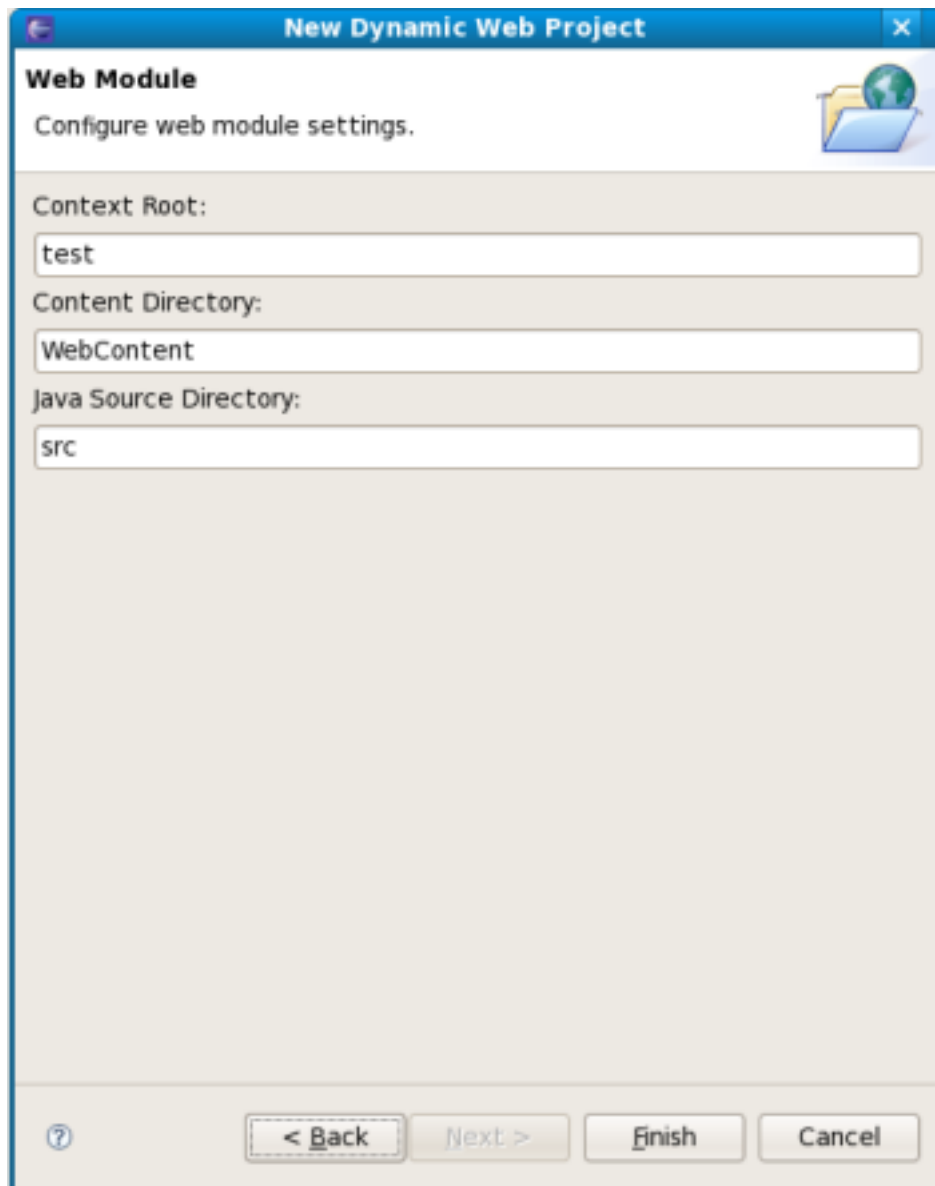 New Dynamic Web Project
Web Module
Configure web module settings.
Context Root:
test
Content Directory:
WebContent
Java Source Directory:
src
< Back Next > Finish Cancel